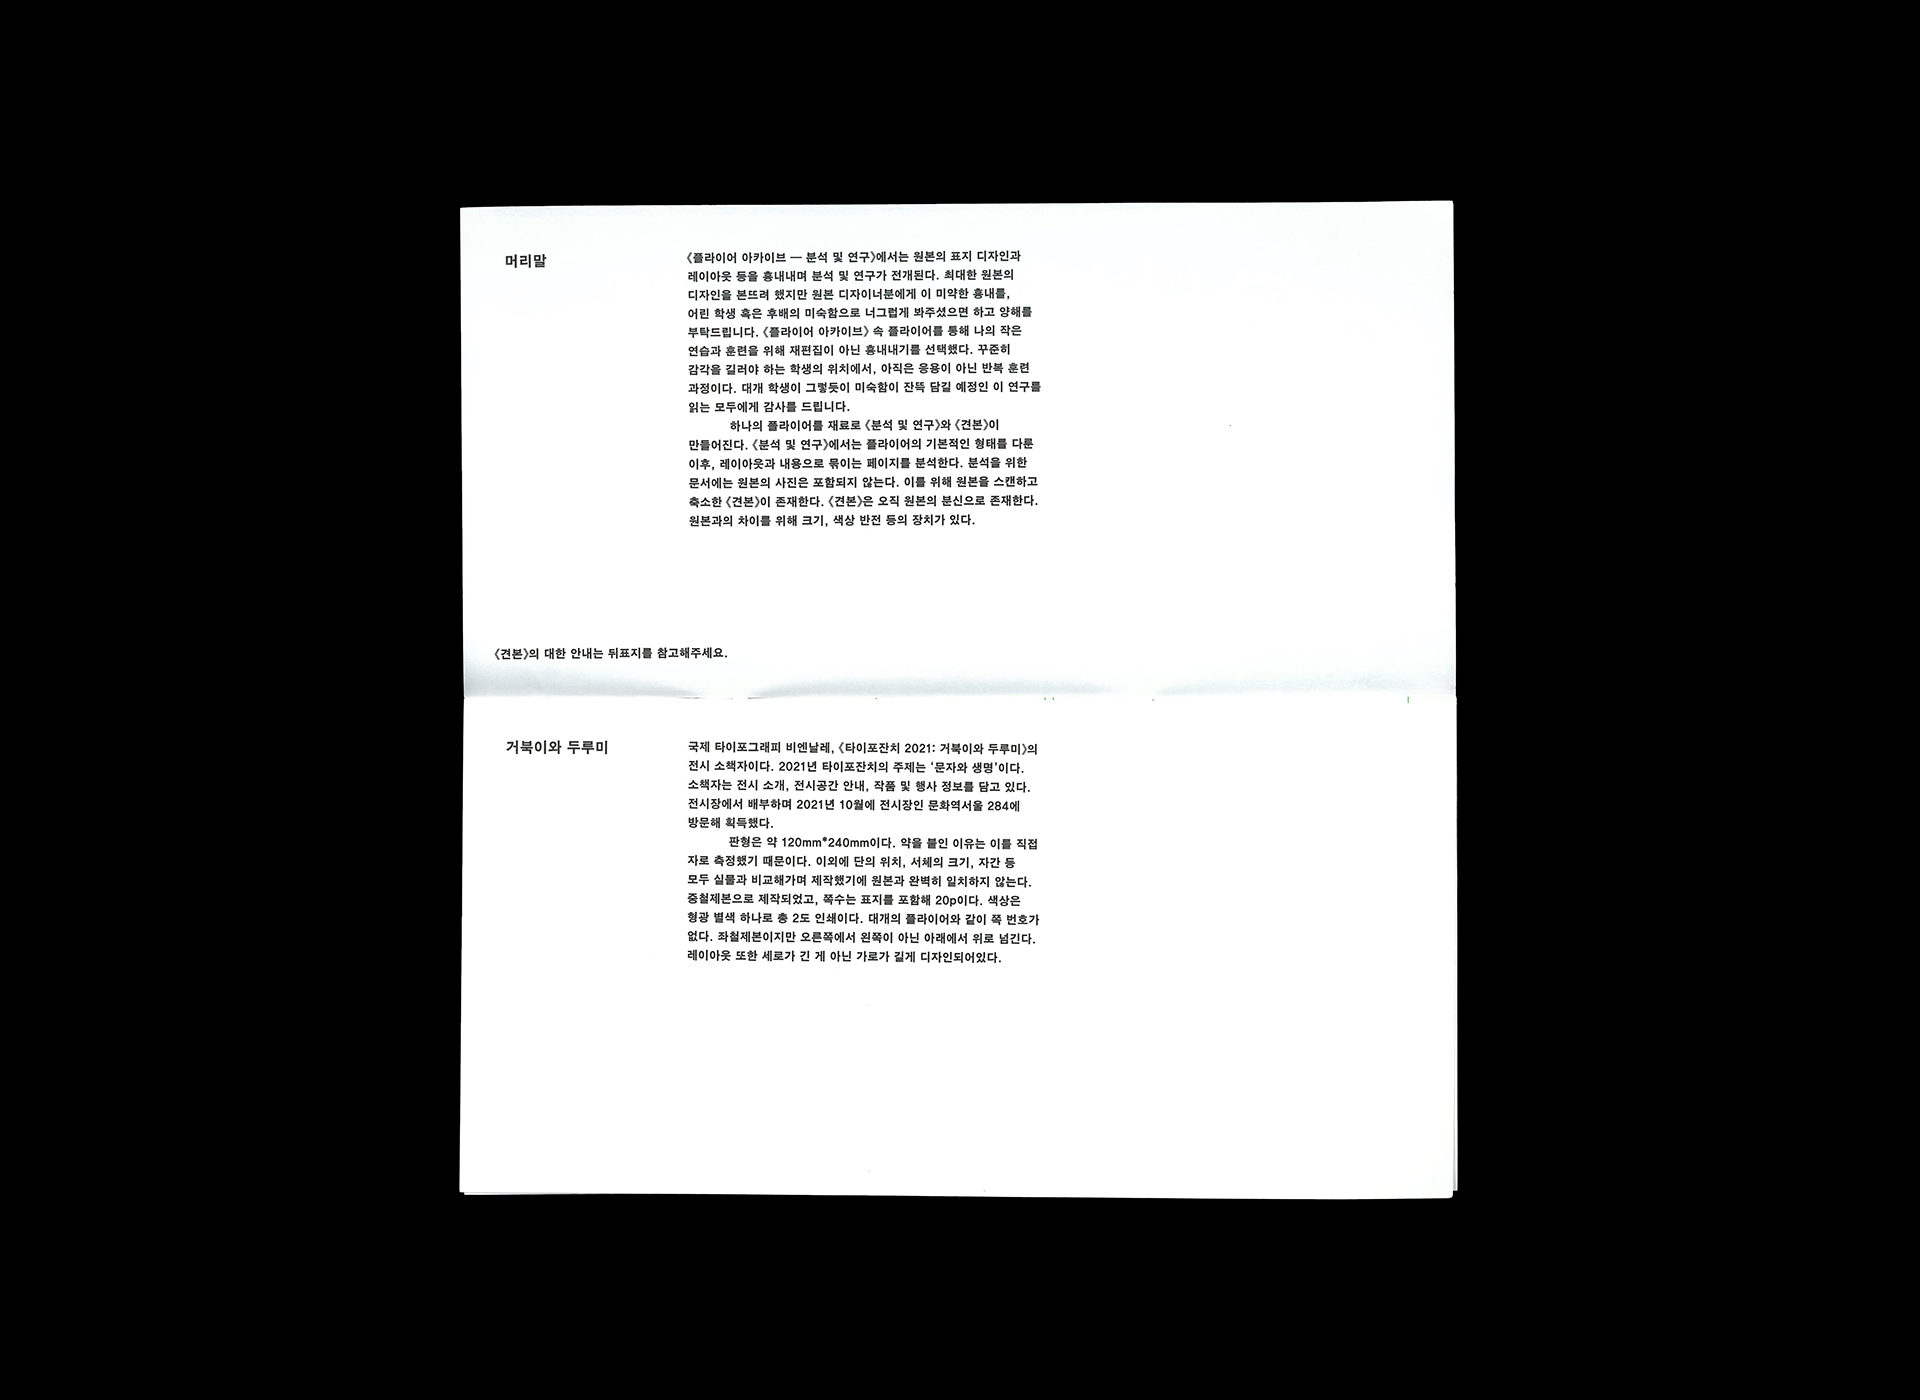 머리말
《플라이어 아카이브 — 분석 및 연구》에서는 원본의 표지 디자인과
레이아웃 등을 흉내내며 분석 및 연구가 전개된다. 최대한 원본의
디자인을 본뜨려 했지만 원본 디자이너분에게 이 미약한 흉내를,
어린 학생 혹은 후배의 미숙함으로 너그럽게 봐주셨으면 하고 양해를
부탁드립니다. 《플라이어 아카이브》 속 플라이어를 통해 나의 작은
연습과 훈련을 위해 재편집이 아닌 흉내내기를 선택했다. 꾸준히
감각을 길러야 하는 학생의 위치에서, 아직은 응용이 아닌 반복 훈련
과정이다. 대개 학생이 그렇듯이 미숙함이 잔뜩 담길 예정인 이 연구를
읽는 모두에게 감사를 드립니다.
하나의 플라이어를 재료로 《분석 및 연구》와 《견본》이
만들어진다. 《분석 및 연구》에서는 플라이어의 기본적인 형태를 다룬
이후, 레이아웃과 내용으로 묶이는 페이지를 분석한다. 분석을 위한
문서에는 원본의 사진은 포함되지 않는다. 이를 위해 원본을 스캔하고
축소한 《견본》이 존재한다. 《견본》은 오직 원본의 분신으로 존재한다.
원본과의 차이를 위해 크기, 색상 반전 등의 장치가 있다.
《견본》의 대한 안내는 뒤표지를 참고해주세요.
거북이와 두루미
국제 타이포그래피 비엔날레, 《타이포잔치 2021: 거북이와 두루미》의
전시 소책자이다. 2021년 타이포잔치의 주제는 ‘문자와 생명’이다.
소책자는 전시 소개, 전시공간 안내, 작품 및 행사 정보를 담고 있다.
전시장에서 배부하며 2021년 10월에 전시장인 문화역서울 284에
방문해 획득했다.
판형은 약 120mm*240mm이다. 약을 붙인 이유는 이를 직접
자로 측정했기 때문이다. 이외에 단의 위치, 서체의 크기, 자간 등
모두 실물과 비교해가며 제작했기에 원본과 완벽히 일치하지 않는다.
중철제본으로 제작되었고, 쪽수는 표지를 포함해 20p이다. 색상은
형광 별색 하나로 총 2도 인쇄이다. 대개의 플라이어와 같이 쪽 번호가
없다. 좌철제본이지만 오른쪽에서 왼쪽이 아닌 아래에서 위로 넘긴다.
레이아웃 또한 세로가 긴 게 아닌 가로가 길게 디자인되어있다.